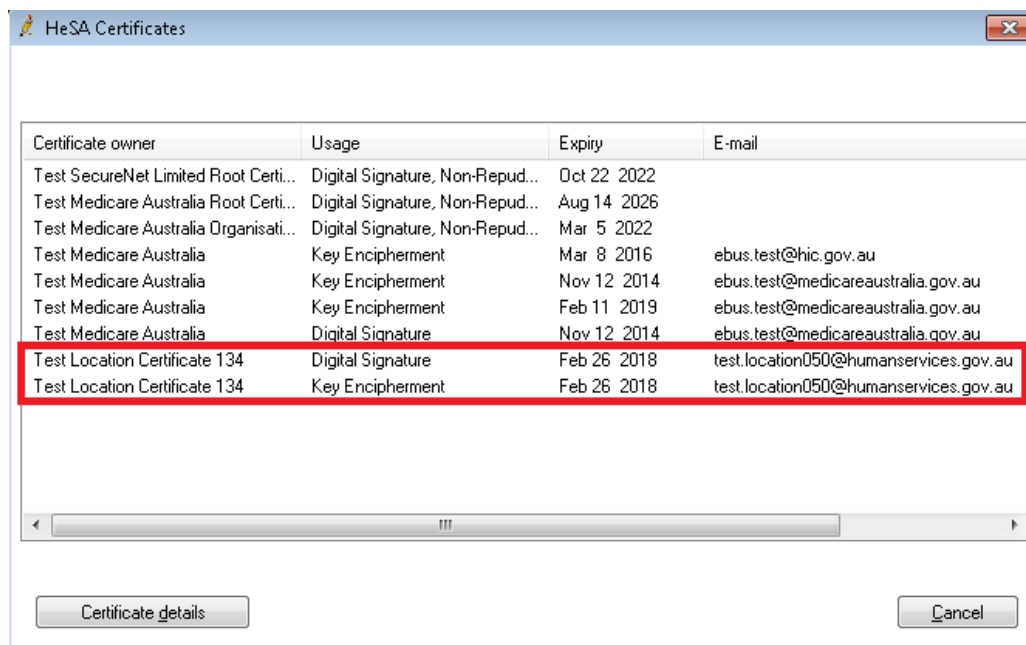 HeSA Certificates
Certificate owner Usage Expiry E-mail
Test SecureNet Limited Root Certi... Digital Signature, Non-Repud... Oct 22 2022
Test Medicare Australia Root Certi... Digital Signature, Non-Repud... Aug 14 2026
Test Medicare Australia Organisati... Digital Signature, Non-Repud... Mar 5 2022
Test Medicare Australia Key Encipherment Mar 8 2016 ebus.test@hic.gov.au
Test Medicare Australia Key Encipherment Nov 12 2014 ebus.test@medicareaustralia.gov.au
Test Medicare Australia Key Encipherment Feb 11 2019 ebus.test@medicareaustralia.gov.au
Test Medicare Australia Digital Signature Nov 12 2014 ebus.test@medicareaustralia.gov.au
Test Location Certificate 134 Digital Signature Feb 26 2018 test.location050@humanservices.gov.au
Test Location Certificate 134 Key Encipherment Feb 26 2018 test.location050@humanservices.gov.au
Certificate details Cancel